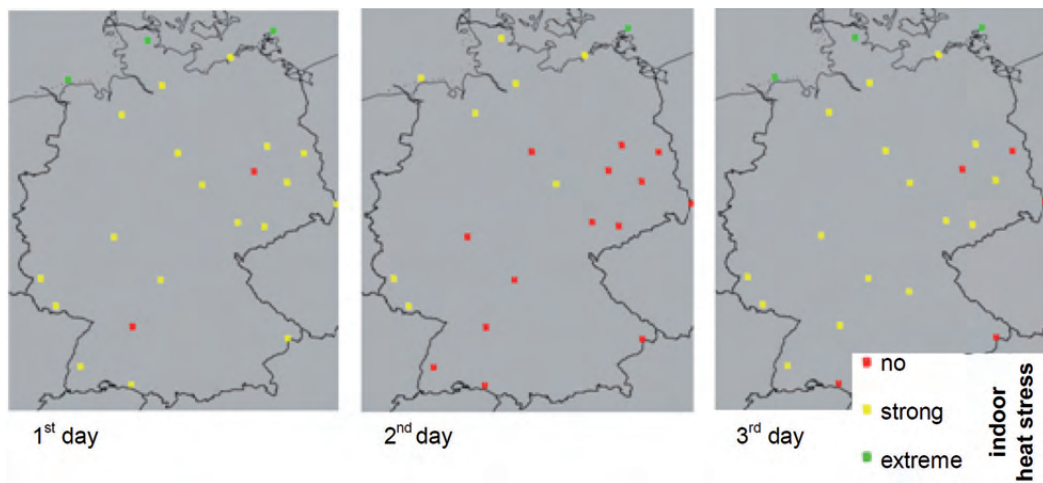 1st day
2nd day
3rd day
no
strong
extreme
indoor
heat stress